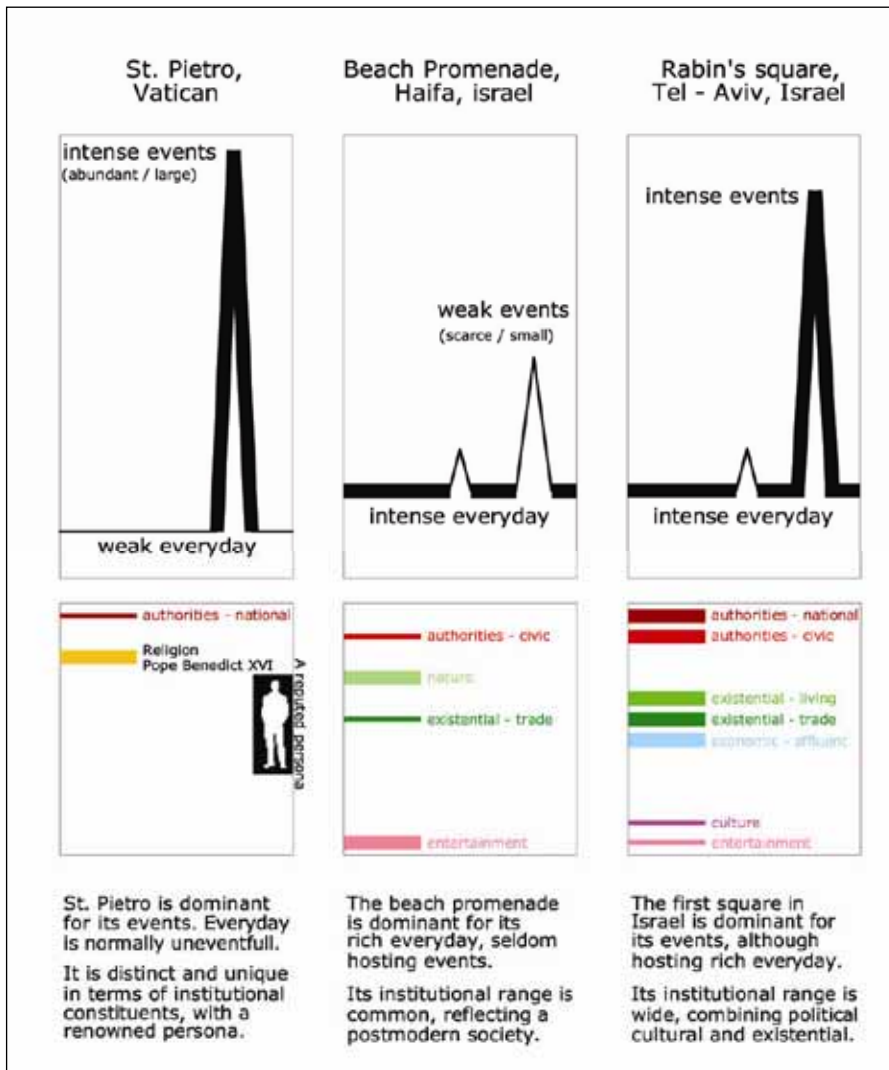 St. Pietro,
Vatican
intense events
(abundant / large)
weak everyday
authorities - national
Religion
Pope Benedict XVI
A reputed persona
St. Pietro is dominant
for its events. Everyday
is normally uneventfull.
It is distinct and unique
in terms of institutional
constituents, with a
renowned persona.
Beach Promenade,
Haifa, israel
weak events
(scarce / small)
intense everyday
authorities - civic
nature
existential - trade
entertainment
The beach promenade
is dominant for its
rich everyday, seldom
hosting events.
Its institutional range is
common, reflecting a
postmodern society.
Rabin's square,
Tel - Aviv, Israel
intense events
intense everyday
authorities - national
authorities - civic
existential - living
existential - trade
economic - affluenc
culture
entertainment
The first square in
Israel is dominant for
its events, although
hosting rich everyday.
Its institutional range is
wide, combining political
cultural and existential.